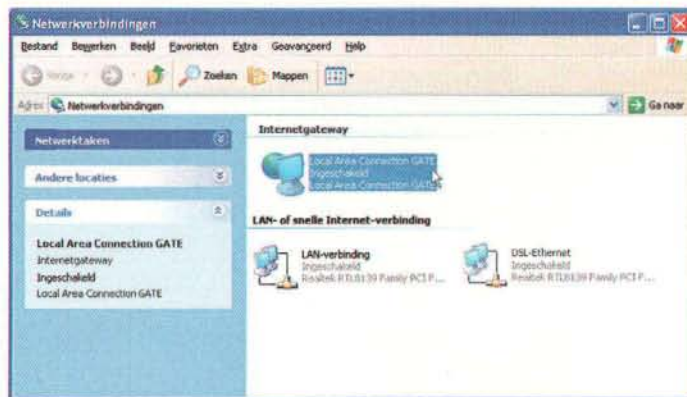 Netwerkverbindingen
Bestand Bewerken Beeld Favorieten Extra Geavanceerd Help
Zoeken Mappen
Adres Netwerkverbindingen Ga naar
Netwerktaken
Andere locaties
Details
Local Area Connection GATE
Internetgateway
Ingeschakeld
Local Area Connection GATE
Internetgateway
Local Area Connection GATE
Ingeschakeld
Local Area Connection GATE
LAN- of snelle Internet-verbinding
LAN-verbinding
Ingeschakeld
Realtek RTL8139 Family PCI F...
DSL-Ethernet
Ingeschakeld
Realtek RTL8139 Family PCI F...